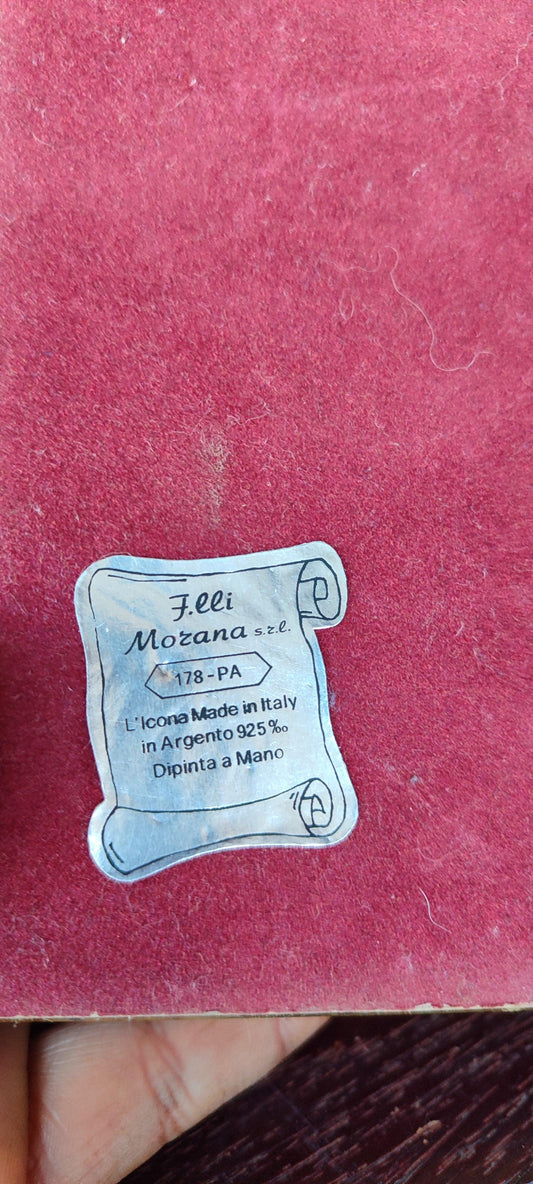 F.lli
Morana s.r.l.
178-PA
L'Icona Made in Italy
in Argento 925‰
Dipinta a Mano